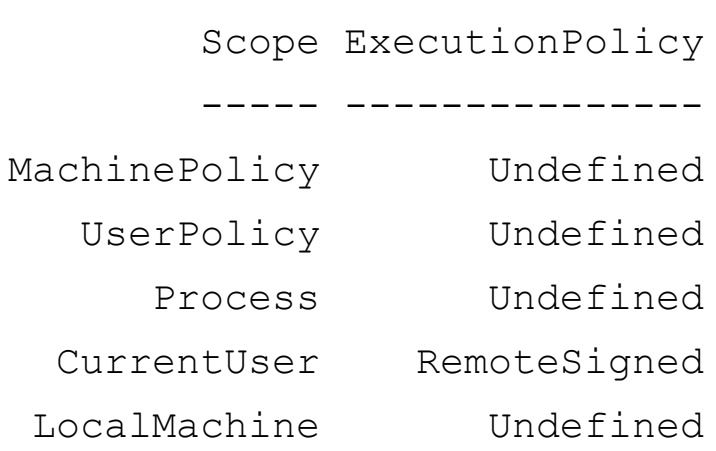 Scope ExecutionPolicy
----- ---------------
MachinePolicy Undefined
UserPolicy Undefined
Process Undefined
CurrentUser RemoteSigned
LocalMachine Undefined